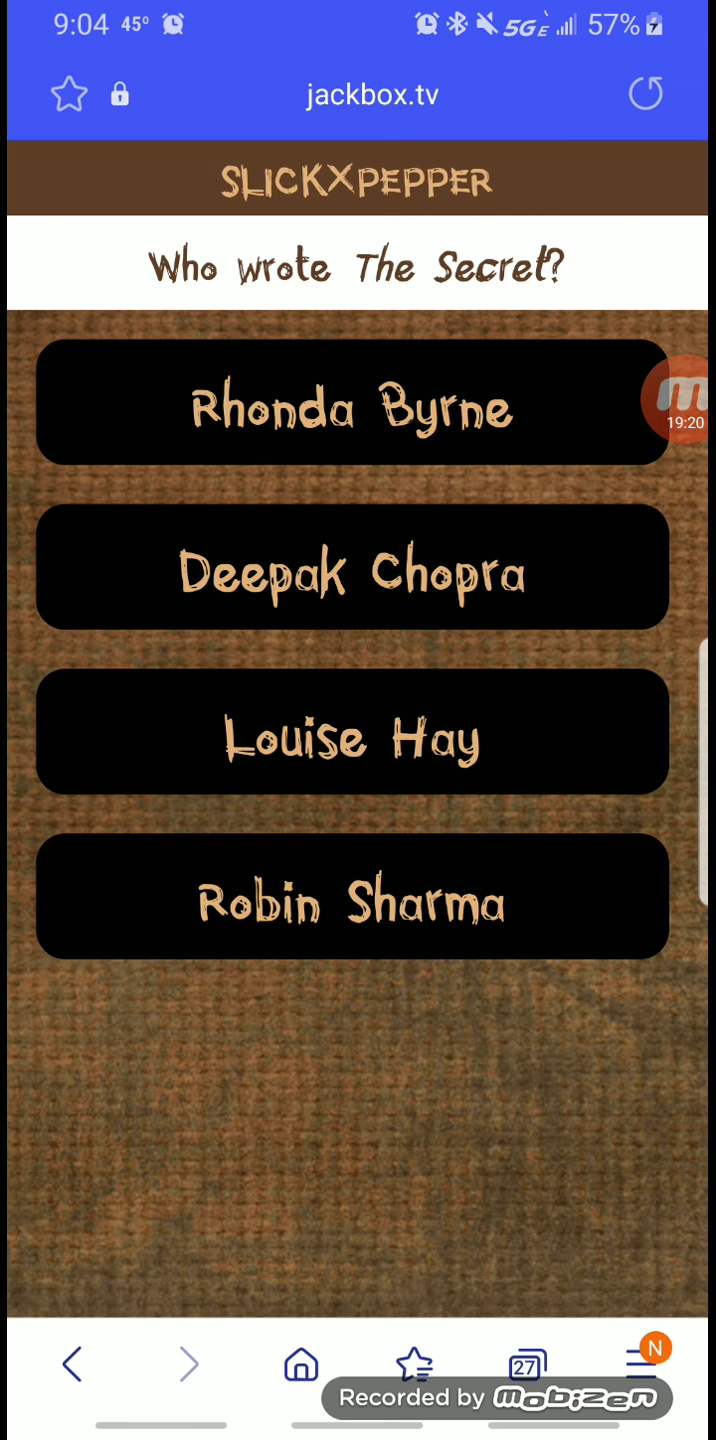 9:04 45° 5GE 57%
jackbox.tv
SLICKXPEPPER
Who wrote The Secret?
Rhonda Byrne
19:20
Deepak Chopra
Louise Hay
Robin Sharma
27
N
Recorded by mobizen